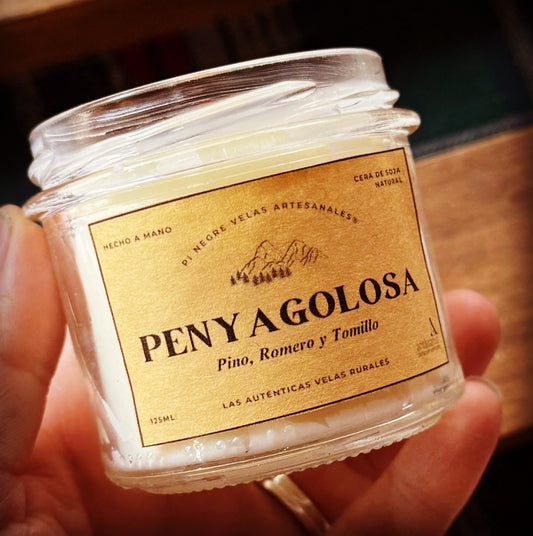 HECHO A MANO
CERA DE SOJA
NATURAL
PI NEGRE VELAS ARTESANALES®
PENYAGOLOSA
Pino, Romero y Tomillo
LAS AUTÉNTICAS VELAS RURALES
125ML